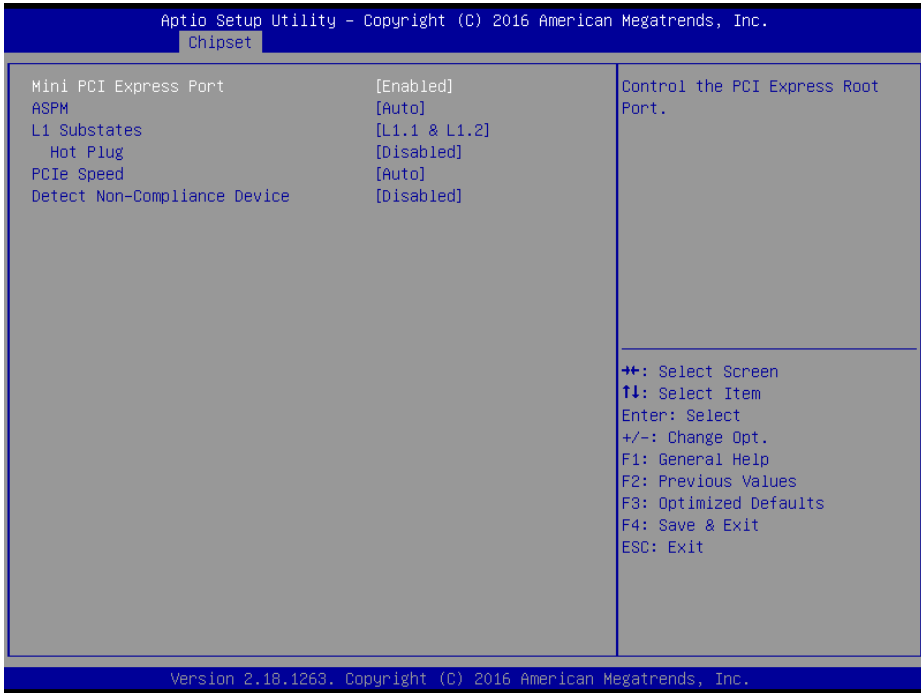 Aptio Setup Utility – Copyright (C) 2016 American Megatrends, Inc.
Chipset
Mini PCI Express Port [Enabled]
ASPM [Auto]
L1 Substates [L1.1 & L1.2]
Hot Plug [Disabled]
PCIe Speed [Auto]
Detect Non-Compliance Device [Disabled]
Control the PCI Express Root
Port.
→←: Select Screen
↑↓: Select Item
Enter: Select
+/-: Change Opt.
F1: General Help
F2: Previous Values
F3: Optimized Defaults
F4: Save & Exit
ESC: Exit
Version 2.18.1263. Copyright (C) 2016 American Megatrends, Inc.